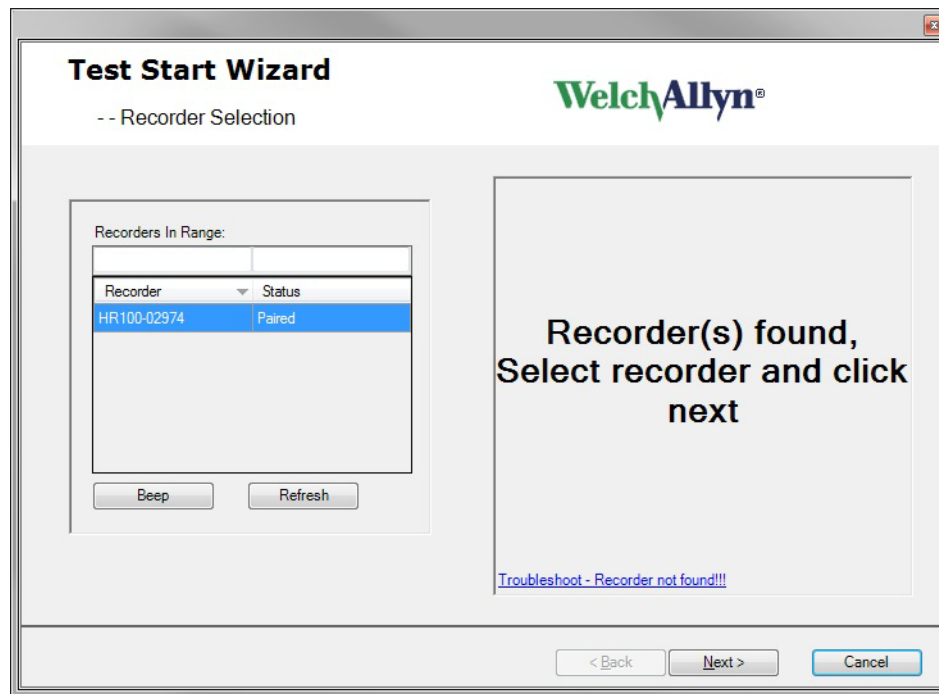 Test Start Wizard
- - Recorder Selection
WelchAllyn®
Recorders In Range:
Recorder Status
HR100-02974 Paired
Beep Refresh
Recorder(s) found,
Select recorder and click
next
Troubleshoot - Recorder not found!!!
< Back Next > Cancel